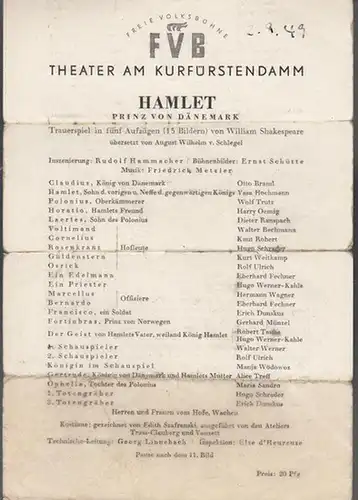 FREIE VOLKSBÜHNE
FVB
THEATER AM KURFÜRSTENDAMM
HAMLET
PRINZ VON DÄNEMARK
Trauerspiel in fünf Aufzügen (15 Bildern) von William Shakespeare
übersetzt von August Wilhelm v. Schlegel
Inszenierung: Rudolf Hammacher / Bühnenbilder: Ernst Schütte
Musik: Friedrich Metzler
Claudius, König von Dänemark Otto Brand
Hamlet, Sohn d. vorigen u. Neffe d. gegenwärtigen Königs Vasa Hochmann
Polonius, Oberkämmerer Wolf Trutz
Horatio, Hamlets Freund Harry Gesnig
Laertes, Sohn des Polonius Dieter Ranspach
Voltimand Walter Bechmann
Cornelius Kurt Robert
Rosenkranz Hofleute Hugo Schrader
Güldenstern Kurt Weitkamp
Osrick Rolf Ulrich
Ein Edelmann Eberhard Fechner
Ein Priester Hugo Werner-Kahle
Marcellus Offiziere Hermann Wagner
Bernardo Eberhard Fechner
Francisco, ein Soldat Erich Dunskus
Fortinbras, Prinz von Norwegen Gerhard Münzel
Der Geist von Hamlets Vater, weiland König Hamlet Robert Taube
1. Schauspieler Hugo Werner-Kahle
2. Schauspieler Walter Werner
3. Schauspieler Rolf Ulrich
Königin im Schauspiel Manja Wodowoz
Gertrude, Königin von Dänemark und Hamlets Mutter Alice Treff
Ophelia, Tochter des Polonius Maria Sandra
1. Totengräber Hugo Schrader
2. Totengräber Erich Dunskus
Herren und Frauen vom Hofe, Wachen
Kostüme: gezeichnet von Edith Szafranski, ausgeführt von den Ateliers
Technische Leitung: Georg Linnebach / Inspektion: Else d'Heureuse
Pause nach dem 11. Bild
Preis: 20 Pfg